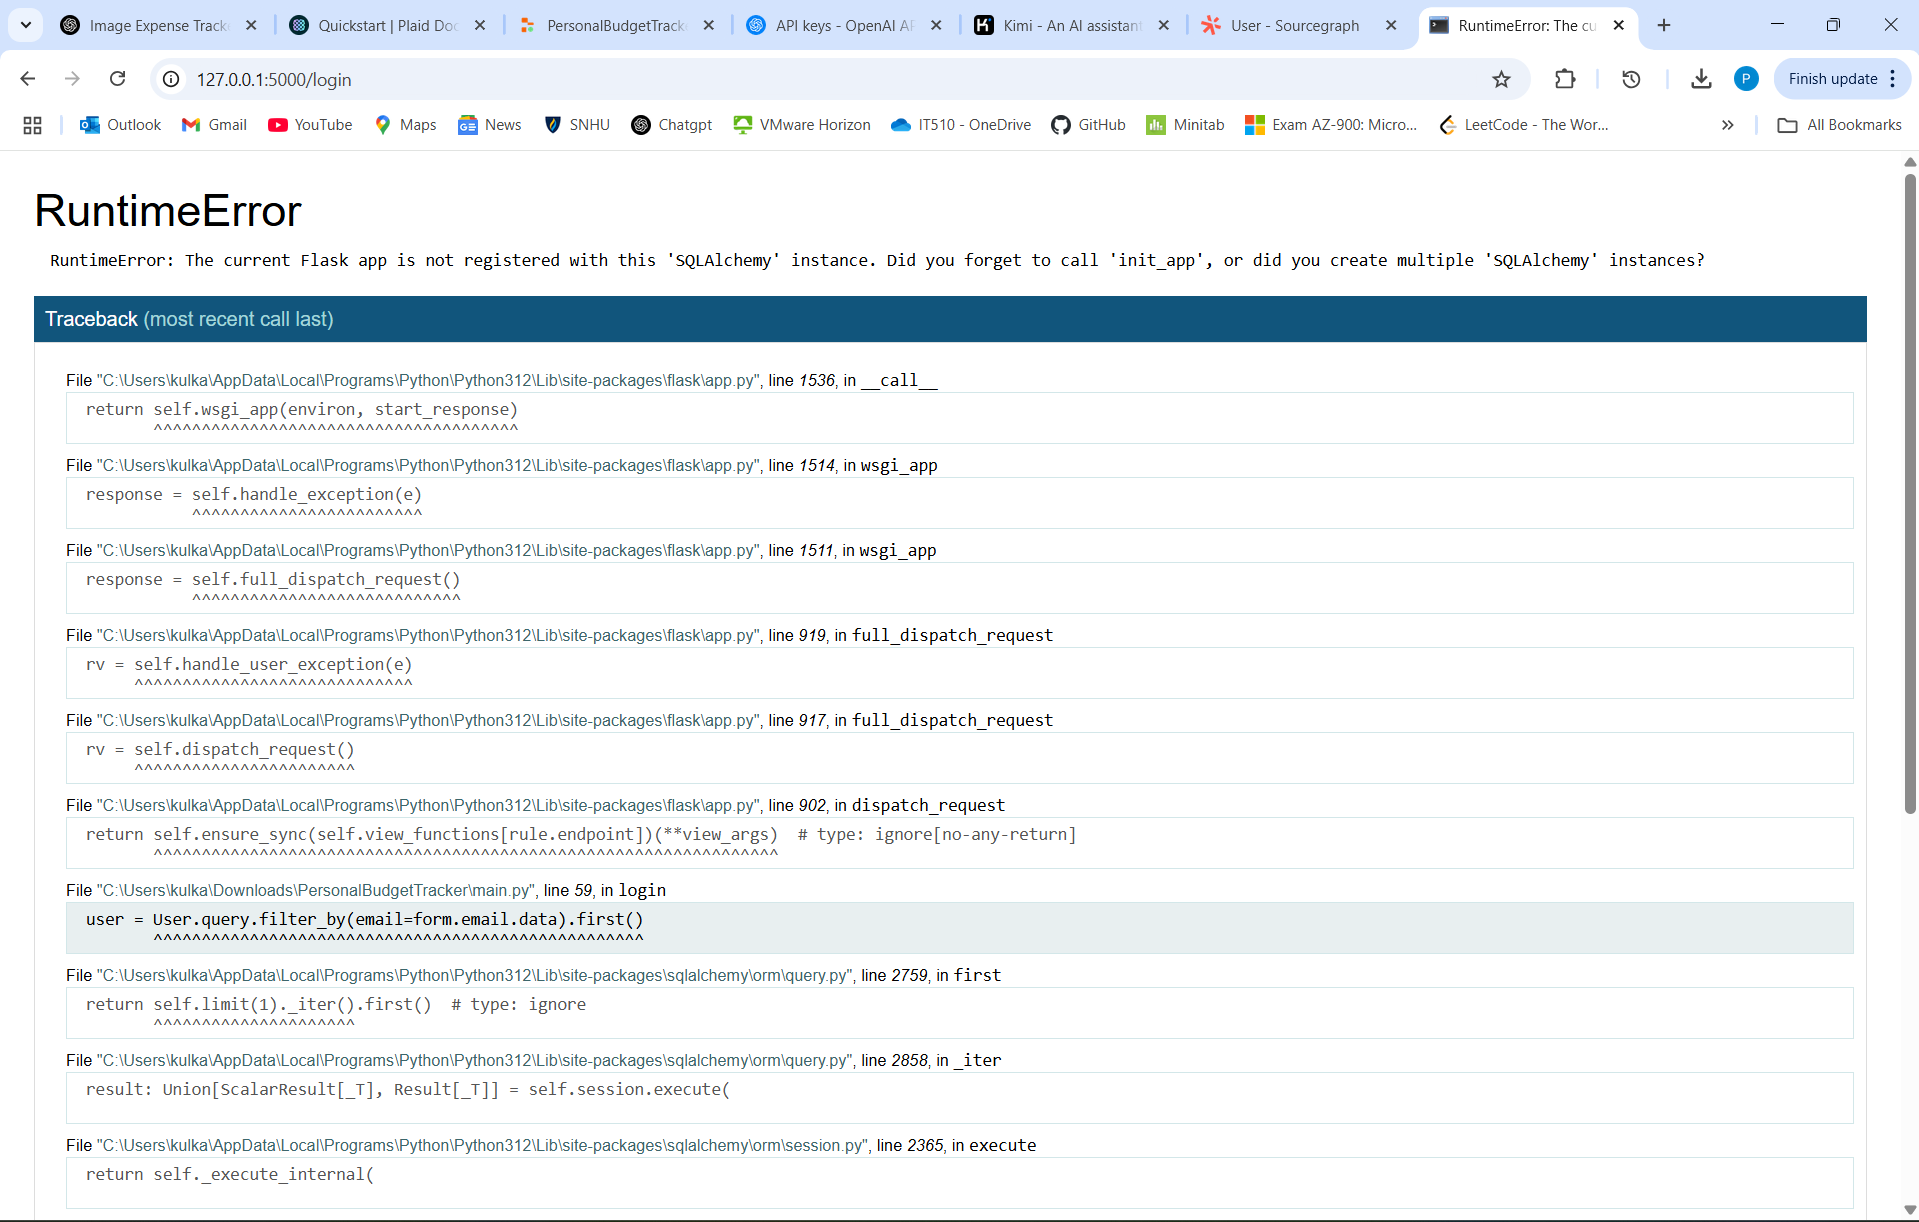 Image Expense Track
Quickstart | Plaid Doc
PersonalBudgetTrack
API keys - OpenAI AP
Kimi - An AI assistant
User - Sourcegraph
RuntimeError: The cu
127.0.0.1:5000/login
P
Finish update
Outlook
Gmail
YouTube
Maps
News
SNHU
Chatgpt
VMware Horizon
IT510 - OneDrive
GitHub
Minitab
Exam AZ-900: Micro...
LeetCode - The Wor...
All Bookmarks
RuntimeError
RuntimeError: The current Flask app is not registered with this 'SQLAlchemy' instance. Did you forget to call 'init_app', or did you create multiple 'SQLAlchemy' instances?
Traceback (most recent call last)
File "C:\Users\kulka\AppData\Local\Programs\Python\Python312\Lib\site-packages\flask\app.py", line 1536, in __call__
return self.wsgi_app(environ, start_response)
^^^^^^^^^^^^^^^^^^^^^^^^^^^^^^^^^^^^^^
File "C:\Users\kulka\AppData\Local\Programs\Python\Python312\Lib\site-packages\flask\app.py", line 1514, in wsgi_app
response = self.handle_exception(e)
^^^^^^^^^^^^^^^^^^^^^^^^
File "C:\Users\kulka\AppData\Local\Programs\Python\Python312\Lib\site-packages\flask\app.py", line 1511, in wsgi_app
response = self.full_dispatch_request()
^^^^^^^^^^^^^^^^^^^^^^^^^^^^
File "C:\Users\kulka\AppData\Local\Programs\Python\Python312\Lib\site-packages\flask\app.py", line 919, in full_dispatch_request
rv = self.handle_user_exception(e)
^^^^^^^^^^^^^^^^^^^^^^^^^^^^^
File "C:\Users\kulka\AppData\Local\Programs\Python\Python312\Lib\site-packages\flask\app.py", line 917, in full_dispatch_request
rv = self.dispatch_request()
^^^^^^^^^^^^^^^^^^^^^^^
File "C:\Users\kulka\AppData\Local\Programs\Python\Python312\Lib\site-packages\flask\app.py", line 902, in dispatch_request
return self.ensure_sync(self.view_functions[rule.endpoint])(**view_args)  # type: ignore[no-any-return]
^^^^^^^^^^^^^^^^^^^^^^^^^^^^^^^^^^^^^^^^^^^^^^^^^^^^^^^^^^^^^^^^^
File "C:\Users\kulka\Downloads\PersonalBudgetTracker\main.py", line 59, in login
user = User.query.filter_by(email=form.email.data).first()
^^^^^^^^^^^^^^^^^^^^^^^^^^^^^^^^^^^^^^^^^^^^^^^^^^^
File "C:\Users\kulka\AppData\Local\Programs\Python\Python312\Lib\site-packages\sqlalchemy\orm\query.py", line 2759, in first
return self.limit(1)._iter().first()  # type: ignore
^^^^^^^^^^^^^^^^^^^^^
File "C:\Users\kulka\AppData\Local\Programs\Python\Python312\Lib\site-packages\sqlalchemy\orm\query.py", line 2858, in _iter
result: Union[ScalarResult[_T], Result[_T]] = self.session.execute(
File "C:\Users\kulka\AppData\Local\Programs\Python\Python312\Lib\site-packages\sqlalchemy\orm\session.py", line 2365, in execute
return self._execute_internal(